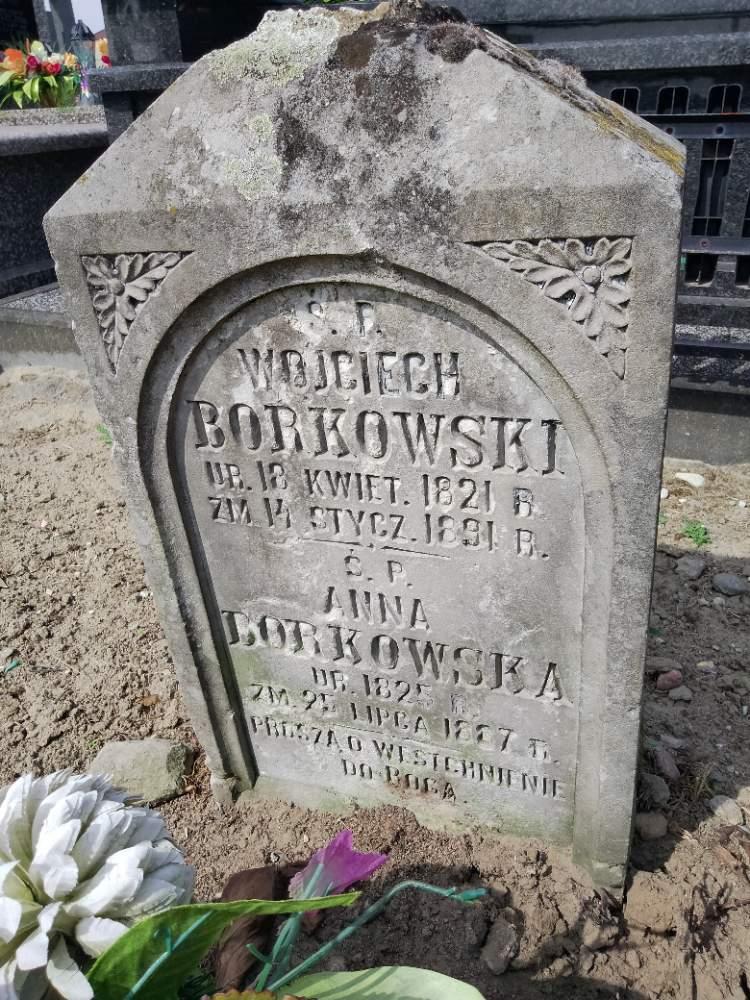 Ś. P.
WOJCIECH
BORKOWSKI
UR. 18 KWIET. 1821 R.
ZM 14 STYCZ. 1891 R.
Ś. P.
ANNA
BORKOWSKA
UR. 1825 R.
ZM. 25 LIPCA 1887 R.
PROSZĄ O WESTCHNIENIE
DO BOGA.